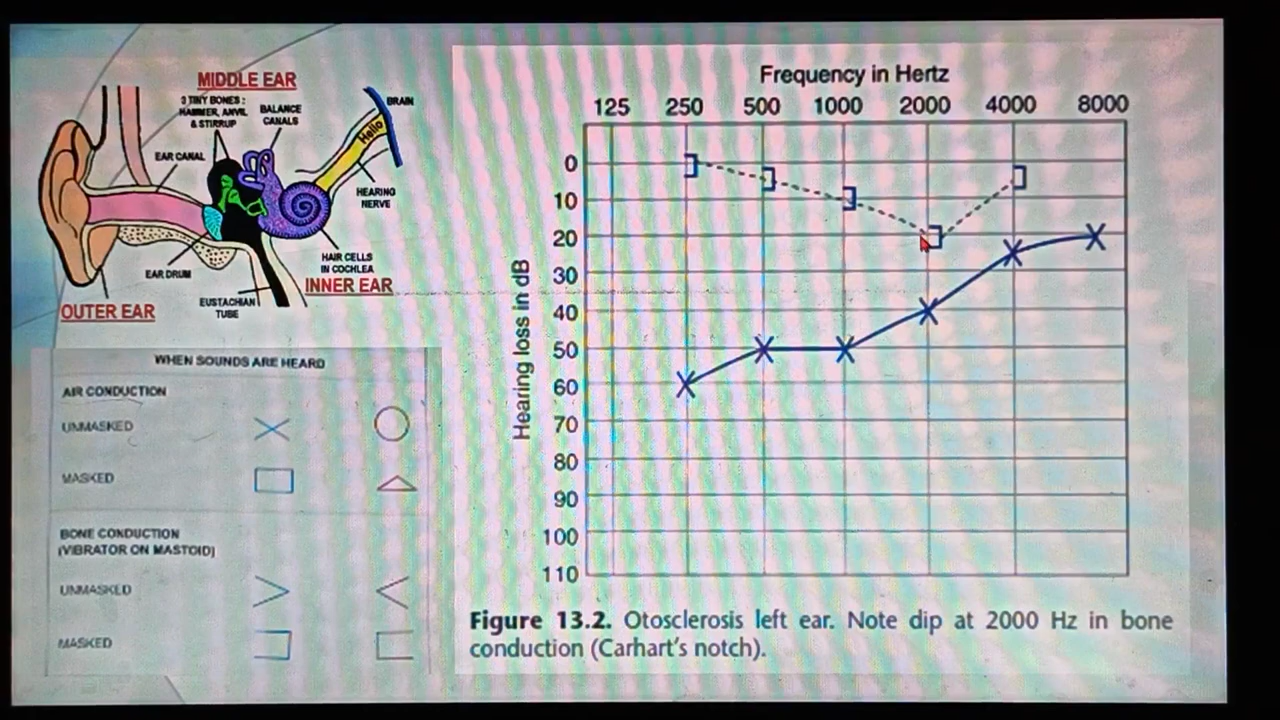 MIDDLE EAR
3 TINY BONES :
HAMMER, ANVIL
& STIRRUP
BALANCE
CANALS
BRAIN
Hello
EAR CANAL
HEARING
NERVE
HAIR CELLS
IN COCHLEA
EAR DRUM
INNER EAR
EUSTACHIAN
TUBE
OUTER EAR
WHEN SOUNDS ARE HEARD
AIR CONDUCTION
UNMASKED
MASKED
BONE CONDUCTION
(VIBRATOR ON MASTOID)
UNMASKED
MASKED
Frequency in Hertz
125 250 500 1000 2000 4000 8000
Hearing loss in dB
0
10
20
30
40
50
60
70
80
90
100
110
Figure 13.2. Otosclerosis left ear. Note dip at 2000 Hz in bone
conduction (Carhart's notch).